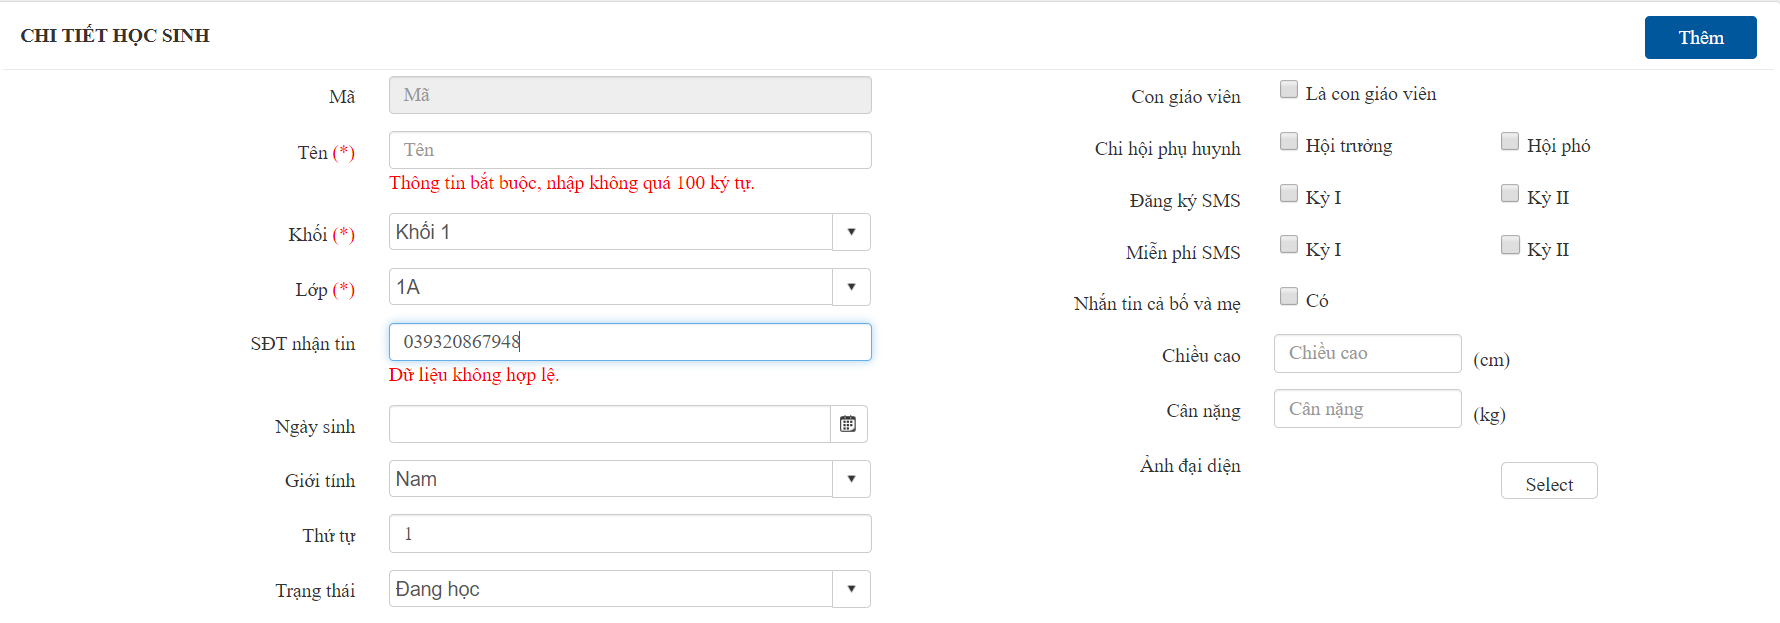 CHI TIẾT HỌC SINH
Thêm
Mã
Mã
Tên (*)
Tên
Thông tin bắt buộc, nhập không quá 100 ký tự.
Khối (*)
Khối 1
Lớp (*)
1A
SĐT nhận tin
039320867948
Dữ liệu không hợp lệ.
Ngày sinh
Giới tính
Nam
Thứ tự
1
Trạng thái
Đang học
Con giáo viên
Là con giáo viên
Chi hội phụ huynh
Hội trưởng
Hội phó
Đăng ký SMS
Kỳ I
Kỳ II
Miễn phí SMS
Kỳ I
Kỳ II
Nhắn tin cả bố và mẹ
Có
Chiều cao
Chiều cao
(cm)
Cân nặng
Cân nặng
(kg)
Ảnh đại diện
Select